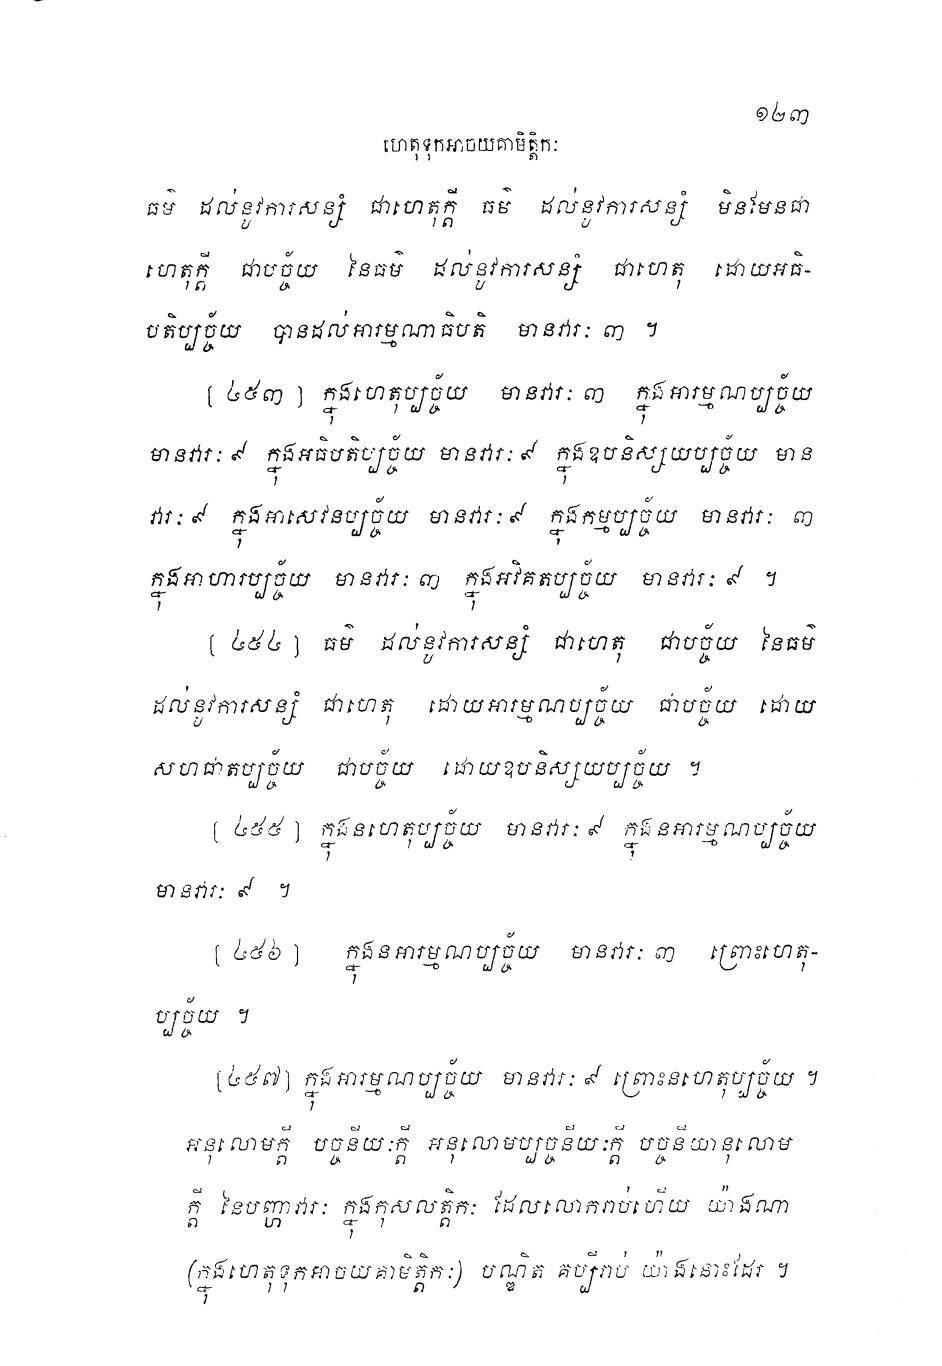 ១២៣
ហេតុទុកអាចយគាមិត្តិកៈ
ធម៌ ដល់នូវការសន្សំ ជាហេតុក្តី ធម៌ ដល់នូវការសន្សំ មិនមែនជា
ហេតុក្តី ជាបច្ច័យ នៃធម៌ ដល់នូវការសន្សំ ជាហេតុ ដោយអធិ-
បតិប្បច្ច័យ បានដល់អារម្មណាធិបតិ មានវារៈ ៣ ។
[ ៤៥៣ ] ក្នុងហេតុប្បច្ច័យ មានវារៈ ៣ ក្នុងអារម្មណប្បច្ច័យ
មានវារៈ ៩ ក្នុងអធិបតិប្បច្ច័យ មានវារៈ ៩ ក្នុងឧបនិស្សយប្បច្ច័យ មាន
វារៈ ៩ ក្នុងអាសេវនប្បច្ច័យ មានវារៈ ៩ ក្នុងកម្មប្បច្ច័យ មានវារៈ ៣
ក្នុងអាហារប្បច្ច័យ មានវារៈ ៣ ក្នុងអវិគតប្បច្ច័យ មានវារៈ ៩ ។
[ ៤៥៤ ] ធម៌ ដល់នូវការសន្សំ ជាហេតុ ជាបច្ច័យ នៃធម៌
ដល់នូវការសន្សំ ជាហេតុ ដោយអារម្មណប្បច្ច័យ ជាបច្ច័យ ដោយ
សហជាតប្បច្ច័យ ជាបច្ច័យ ដោយឧបនិស្សយប្បច្ច័យ ។
[ ៤៥៥ ] ក្នុងនហេតុប្បច្ច័យ មានវារៈ ៩ ក្នុងនអារម្មណប្បច្ច័យ
មានវារៈ ៩ ។
[ ៤៥៦ ] ក្នុងនអារម្មណប្បច្ច័យ មានវារៈ ៣ ព្រោះហេតុ-
ប្បច្ច័យ ។
[៤៥៧] ក្នុងអារម្មណប្បច្ច័យ មានវារៈ ៩ ព្រោះនហេតុប្បច្ច័យ ។
អនុលោមក្តី បច្ចនីយៈក្តី អនុលោមប្បច្ចនីយៈក្តី បច្ចនីយានុលោម
ក្តី នៃបញ្ហាវារៈ ក្នុងកុសលត្តិកៈ ដែលលោករាប់ហើយ យ៉ាងណា
(ក្នុងហេតុទុកអាចយគាមិត្តិកៈ) បណ្ឌិត គប្បីរាប់ យ៉ាងនោះដែរ ។